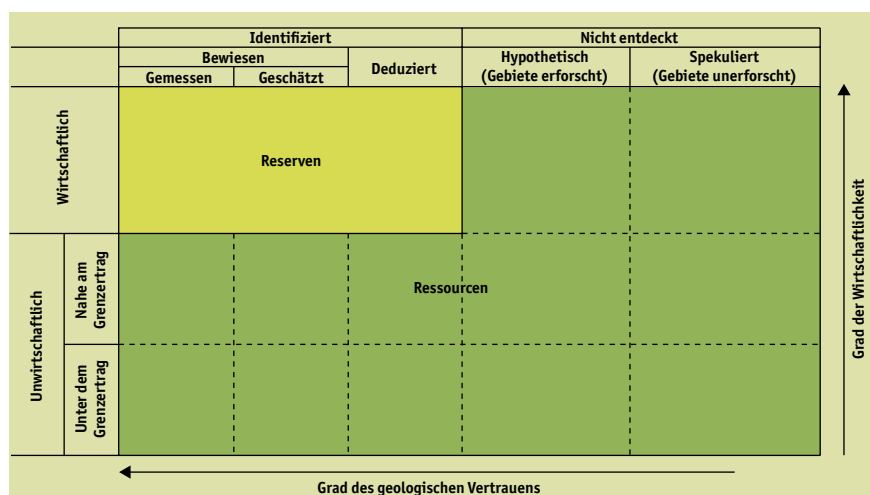 Identifiziert
Nicht entdeckt
Bewiesen
Deduziert
Hypothetisch
(Gebiete erforscht)
Spekuliert
(Gebiete unerforscht)
Gemessen
Geschätzt
Wirtschaftlich
Reserven
Unwirtschaftlich
Nahe am
Grenzertrag
Ressourcen
Unter dem
Grenzertrag
Grad der Wirtschaftlichkeit
Grad des geologischen Vertrauens